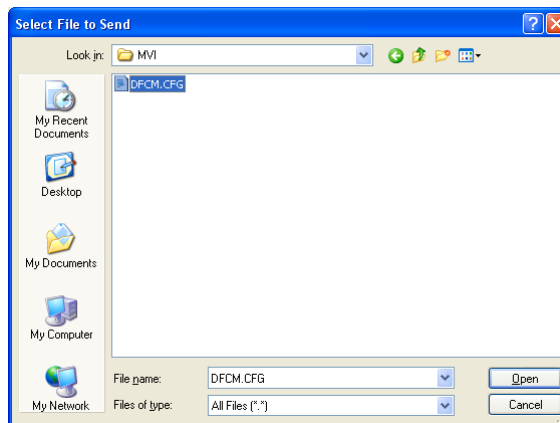 Select File to Send
Look in: MVI
DFCM.CFG
My Recent
Documents
Desktop
My Documents
My Computer
My Network
File name: DFCM.CFG Open
Files of type: All Files (*.*) Cancel